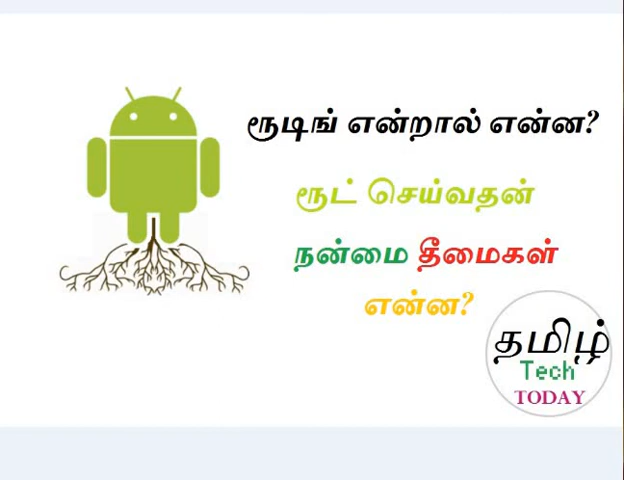 ரூடிங் என்றால் என்ன?
ரூட் செய்வதன்
நன்மை தீமைகள்
என்ன?
தமிழ்
Tech
TODAY